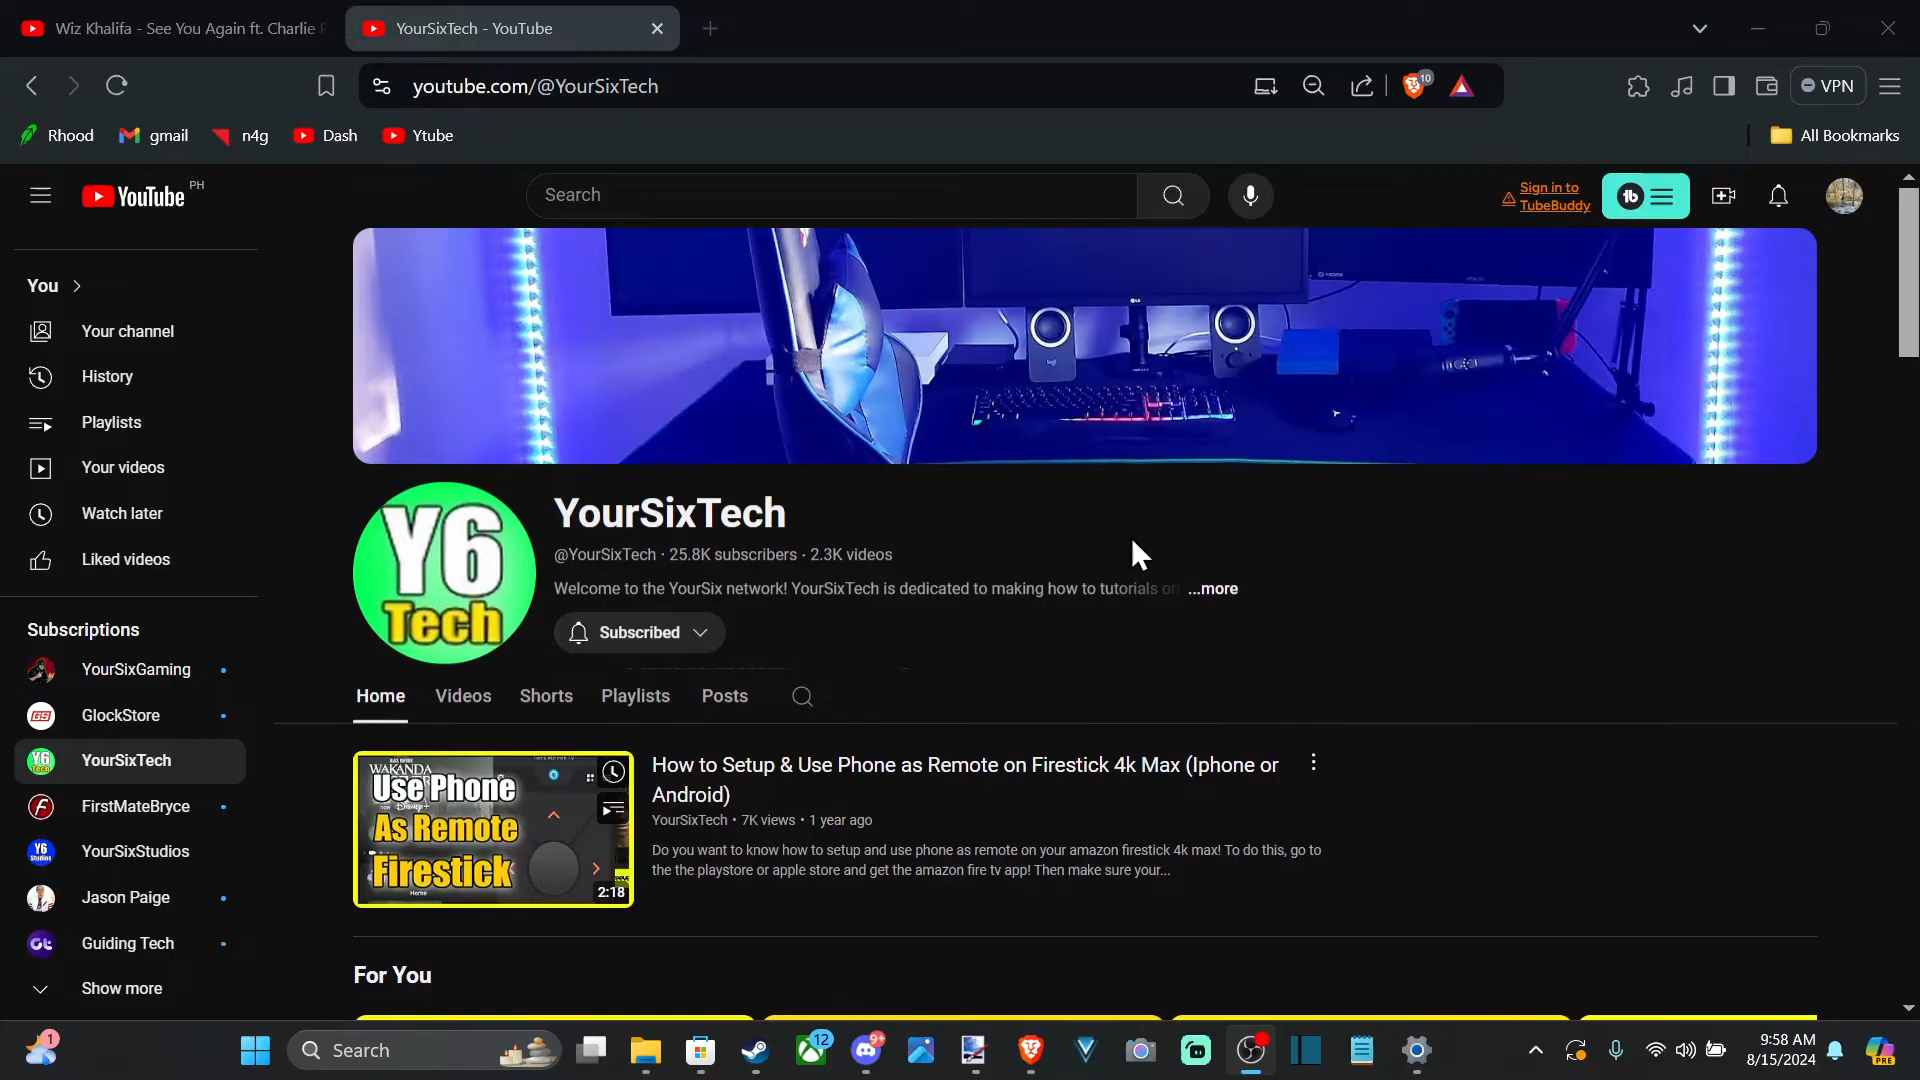 Wiz Khalifa - See You Again ft. Charlie
YourSixTech - YouTube
youtube.com/@YourSixTech
10
VPN
Rhood
gmail
n4g
Dash
Ytube
All Bookmarks
YouTube PH
Search
Sign in to
TubeBuddy
You
Your channel
History
Playlists
Your videos
Watch later
Liked videos
Subscriptions
YourSixGaming
GlockStore
YourSixTech
FirstMateBryce
YourSixStudios
Jason Paige
Guiding Tech
Show more
Y6
Tech
YourSixTech
@YourSixTech · 25.8K subscribers · 2.3K videos
Welcome to the YourSix network! YourSixTech is dedicated to making how to tutorials on ...more
Subscribed
Home Videos Shorts Playlists Posts
WAKANDA
Use Phone
As Remote
Firestick
Home
2:18
How to Setup & Use Phone as Remote on Firestick 4k Max (Iphone or
Android)
YourSixTech • 7K views • 1 year ago
Do you want to know how to setup and use phone as remote on your amazon firestick 4k max! To do this, go to
the the playstore or apple store and get the amazon fire tv app! Then make sure your...
For You
1
Search
12
9+
9:58 AM
8/15/2024
PRE